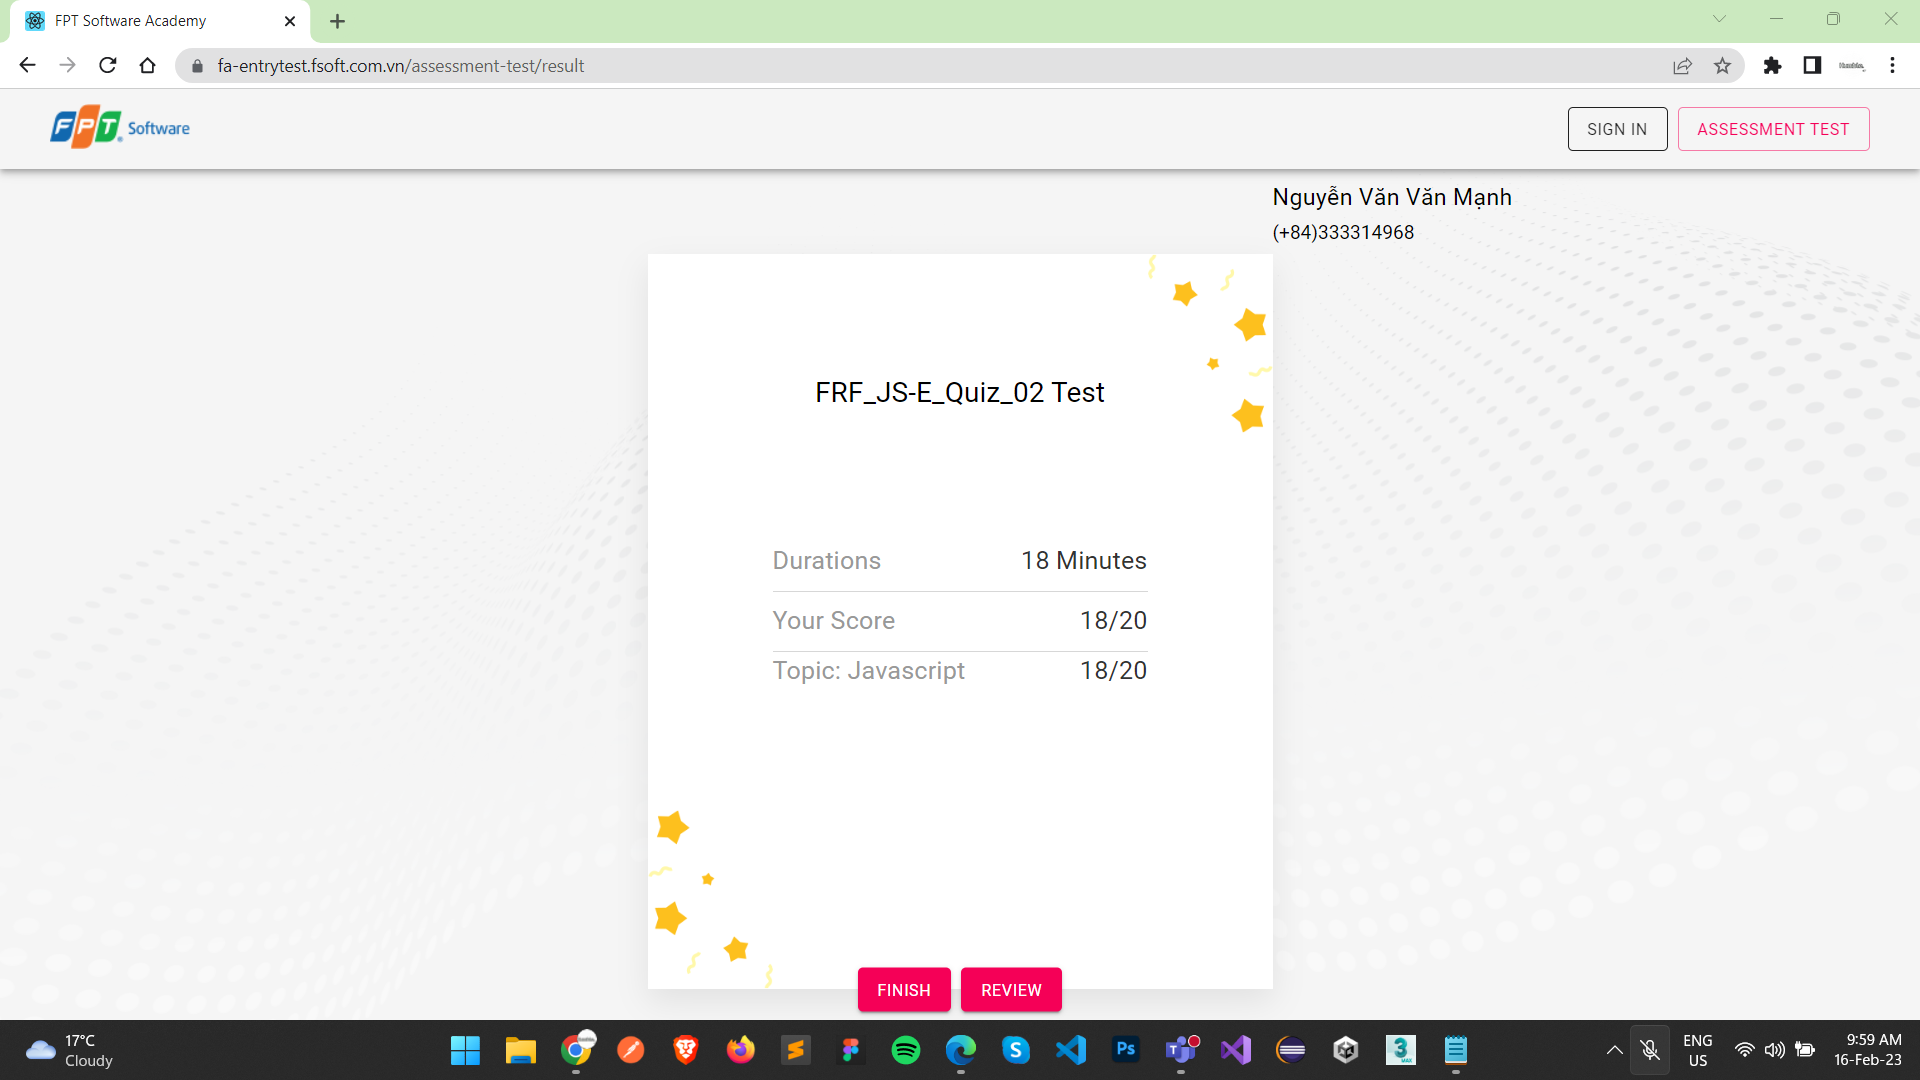 FPT Software Academy
fa-entrytest.fsoft.com.vn/assessment-test/result
FPT Software
SIGN IN
ASSESSMENT TEST
Nguyễn Văn Văn Mạnh
(+84)333314968
FRF_JS-E_Quiz_02 Test
Durations 18 Minutes
Your Score 18/20
Topic: Javascript 18/20
FINISH
REVIEW
17°C
Cloudy
Ps
3
ENG
US
9:59 AM
16-Feb-23